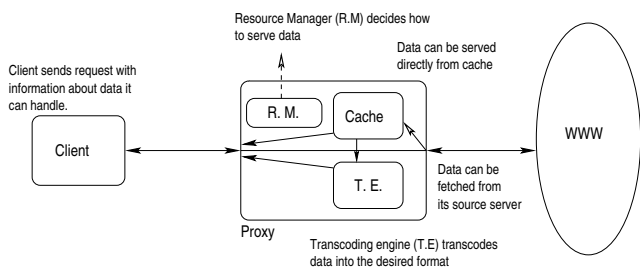 Resource Manager (R.M) decides how
to serve data
Data can be served
directly from cache
Client sends request with
information about data it
can handle.
R. M.
Cache
Client
WWW
T. E.
Data can be
fetched from
its source server
Proxy
Transcoding engine (T.E) transcodes
data into the desired format